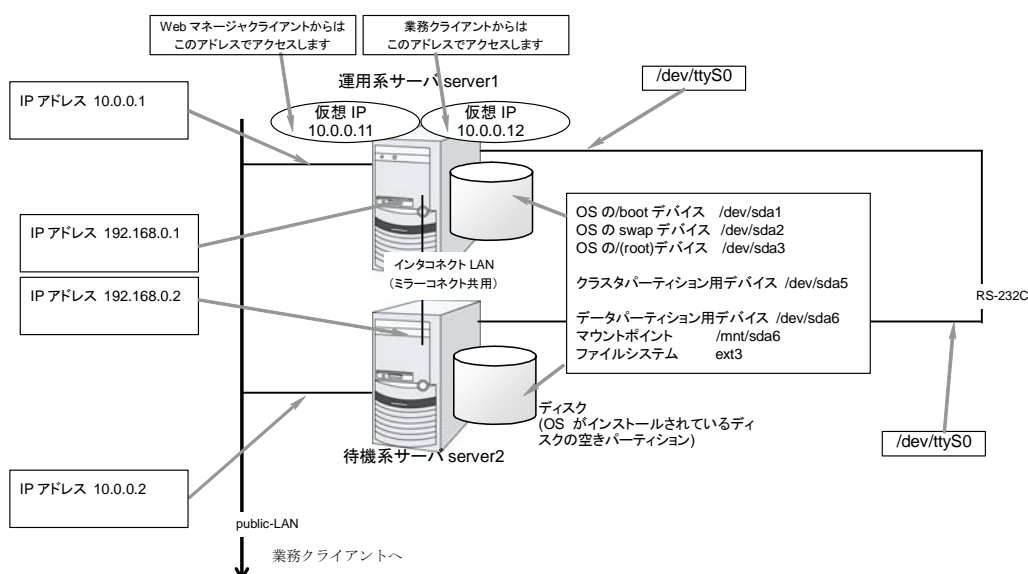 Web マネージャクライアントからは
このアドレスでアクセスします
業務クライアントからは
このアドレスでアクセスします
運用系サーバ server1
/dev/ttyS0
IP アドレス 10.0.0.1
仮想 IP
10.0.0.11
仮想 IP
10.0.0.12
OS の/boot デバイス /dev/sda1
OS の swap デバイス /dev/sda2
OS の/(root)デバイス /dev/sda3
クラスタパーティション用デバイス /dev/sda5
データパーティション用デバイス /dev/sda6
マウントポイント /mnt/sda6
ファイルシステム ext3
IP アドレス 192.168.0.1
インタコネクト LAN
（ミラーコネクト共用）
IP アドレス 192.168.0.2
RS-232C
ディスク
(OS がインストールされているディ
スクの空きパーティション)
/dev/ttyS0
待機系サーバ server2
IP アドレス 10.0.0.2
public-LAN
業務クライアントへ